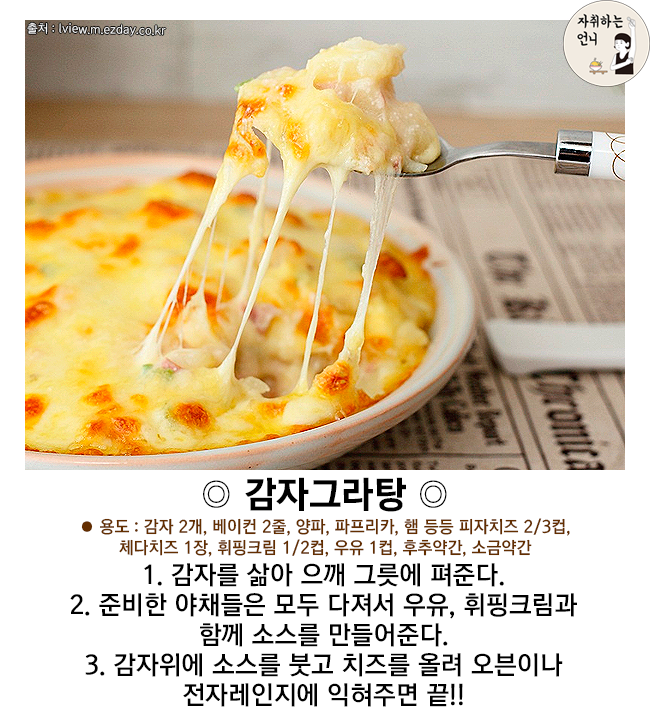 출처 : lview.m.ezday.co.kr
자취하는
언니
◎ 감자그라탕 ◎
● 용도 : 감자 2개, 베이컨 2줄, 양파, 파프리카, 햄 등등 피자치즈 2/3컵,
체다치즈 1장, 휘핑크림 1/2컵, 우유 1컵, 후추약간, 소금약간
1. 감자를 삶아 으깨 그릇에 펴준다.
2. 준비한 야채들은 모두 다져서 우유, 휘핑크림과
함께 소스를 만들어준다.
3. 감자위에 소스를 붓고 치즈를 올려 오븐이나
전자레인지에 익혀주면 끝!!
Chronica